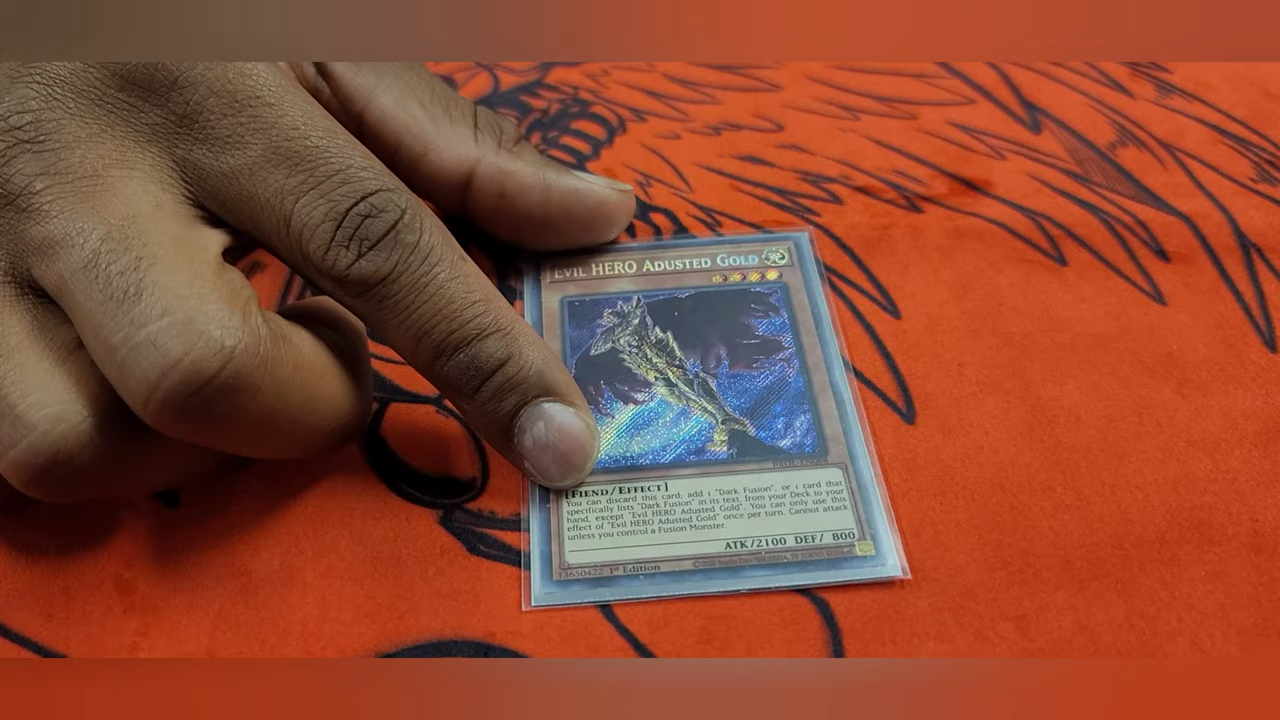 EVIL HERO ADUSTED GOLD
[FIEND/EFFECT]
You can discard this card; add 1 "Dark Fusion", or 1 card that
specifically lists "Dark Fusion" in its text, from your Deck to your
hand, except "Evil HERO Adusted Gold". You can only use this
effect of "Evil HERO Adusted Gold" once per turn. Cannot attack
unless you control a Fusion Monster.
ATK/2100 DEF/ 800
13650422 1st Edition